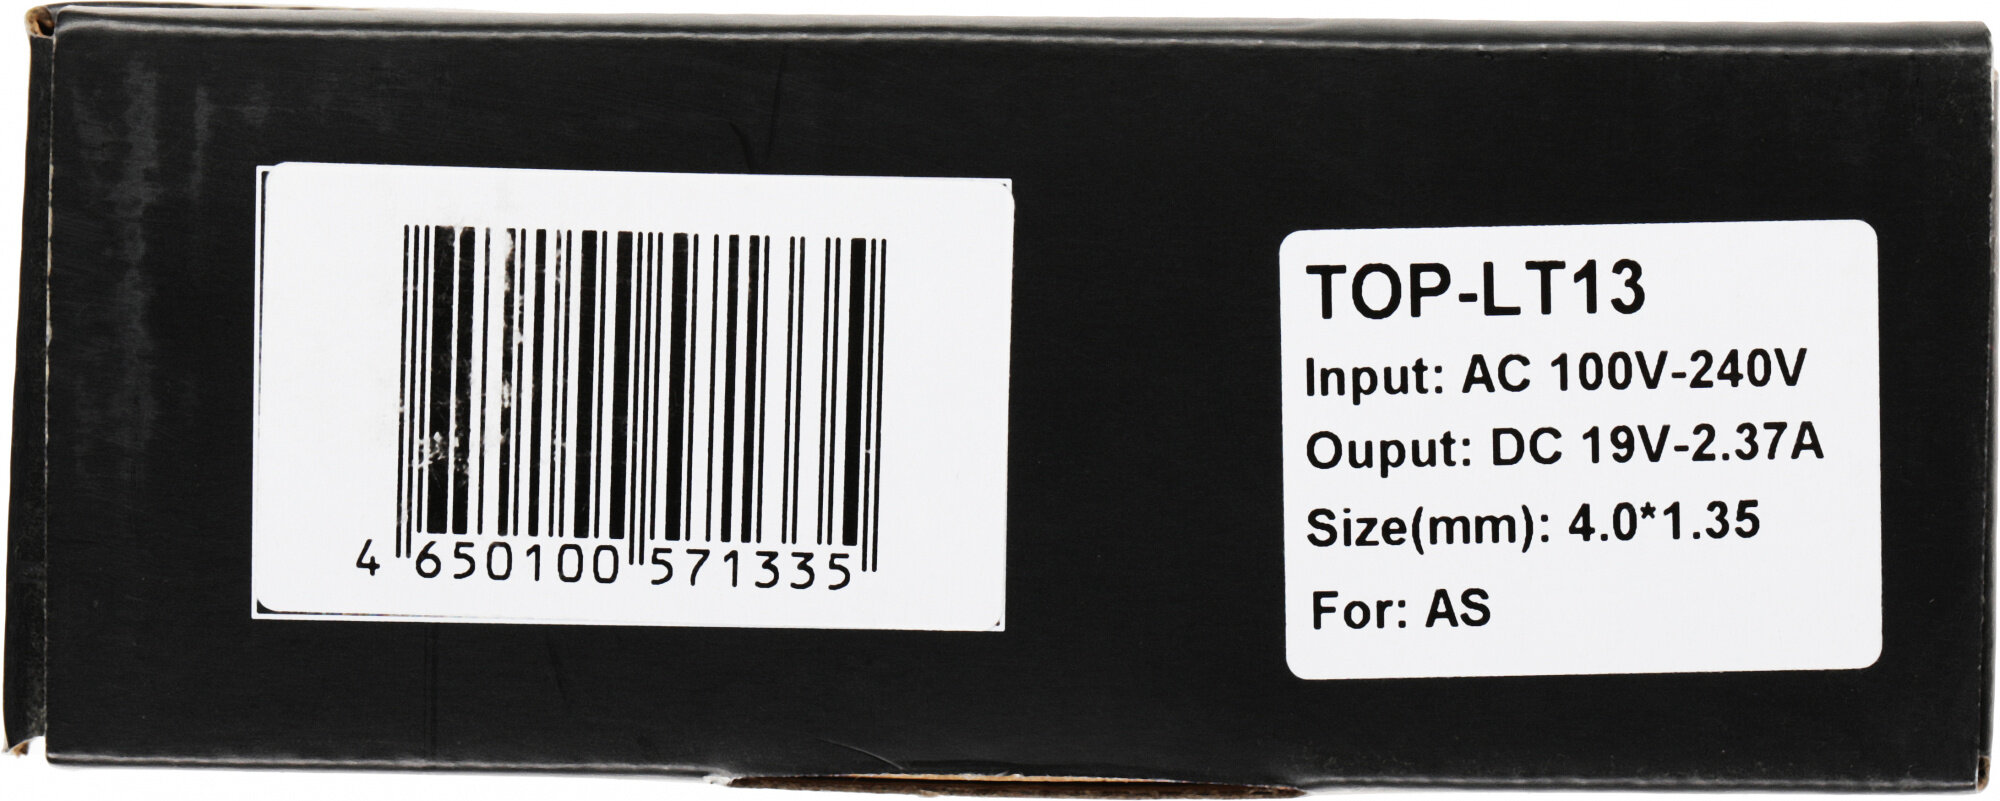 4 650100 571335
TOP-LT13
Input: AC 100V-240V
Ouput: DC 19V-2.37A
Size(mm): 4.0*1.35
For: AS